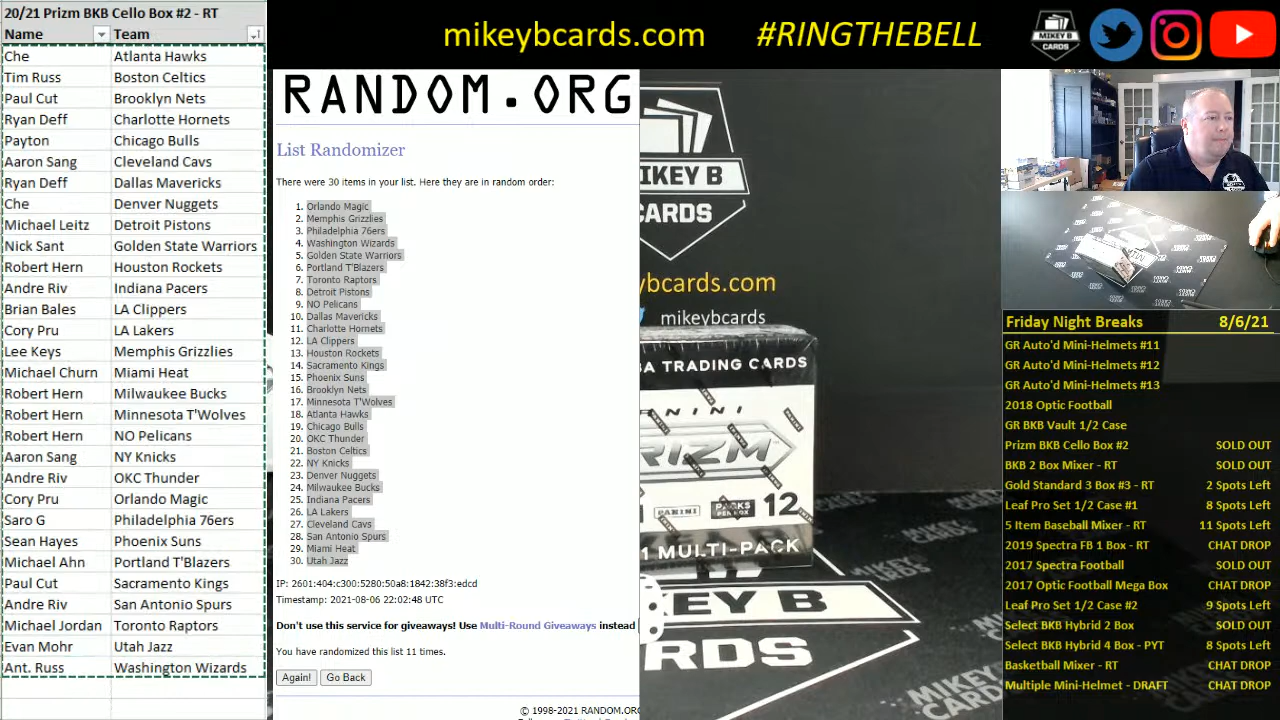 20/21 Prizm BKB Cello Box #2 - RT
Name Team
Che Atlanta Hawks
Tim Russ Boston Celtics
Paul Cut Brooklyn Nets
Ryan Deff Charlotte Hornets
Payton Chicago Bulls
Aaron Sang Cleveland Cavs
Ryan Deff Dallas Mavericks
Che Denver Nuggets
Michael Leitz Detroit Pistons
Nick Sant Golden State Warriors
Robert Hern Houston Rockets
Andre Riv Indiana Pacers
Brian Bales LA Clippers
Cory Pru LA Lakers
Lee Keys Memphis Grizzlies
Michael Churn Miami Heat
Robert Hern Milwaukee Bucks
Robert Hern Minnesota T'Wolves
Robert Hern NO Pelicans
Aaron Sang NY Knicks
Andre Riv OKC Thunder
Cory Pru Orlando Magic
Saro G Philadelphia 76ers
Sean Hayes Phoenix Suns
Michael Ahn Portland T'Blazers
Paul Cut Sacramento Kings
Andre Riv San Antonio Spurs
Michael Jordan Toronto Raptors
Evan Mohr Utah Jazz
Ant. Russ Washington Wizards
mikeybcards.com #RINGTHEBELL
MIKEY B
CARDS
RANDOM.ORG
List Randomizer
There were 30 items in your list. Here they are in random order:
1. Orlando Magic
2. Memphis Grizzlies
3. Philadelphia 76ers
4. Washington Wizards
5. Golden State Warriors
6. Portland T'Blazers
7. Toronto Raptors
8. Detroit Pistons
9. NO Pelicans
10. Dallas Mavericks
11. Charlotte Hornets
12. LA Clippers
13. Houston Rockets
14. Sacramento Kings
15. Phoenix Suns
16. Brooklyn Nets
17. Minnesota T'Wolves
18. Atlanta Hawks
19. Chicago Bulls
20. OKC Thunder
21. Boston Celtics
22. NY Knicks
23. Denver Nuggets
24. Milwaukee Bucks
25. Indiana Pacers
26. LA Lakers
27. Cleveland Cavs
28. San Antonio Spurs
29. Miami Heat
30. Utah Jazz
IP: 2601:404:c300:5280:50a8:1842:38f3:edcd
Timestamp: 2021-08-06 22:02:48 UTC
Don't use this service for giveaways! Use Multi-Round Giveaways instead
You have randomized this list 11 times.
Again! Go Back
© 1998-2021 RANDOM.ORG
IKEY B
CARDS
ybcards.com
mikeybcards
BA TRADING CARDS
PANINI
RIZM
PANINI PACKS PER BOX 12
1 MULTI-PACK
KEY B
RDS
Friday Night Breaks 8/6/21
GR Auto'd Mini-Helmets #11
GR Auto'd Mini-Helmets #12
GR Auto'd Mini-Helmets #13
2018 Optic Football
GR BKB Vault 1/2 Case
Prizm BKB Cello Box #2 SOLD OUT
BKB 2 Box Mixer - RT SOLD OUT
Gold Standard 3 Box #3 - RT 2 Spots Left
Leaf Pro Set 1/2 Case #1 8 Spots Left
5 Item Baseball Mixer - RT 11 Spots Left
2019 Spectra FB 1 Box - RT CHAT DROP
2017 Spectra Football SOLD OUT
2017 Optic Football Mega Box CHAT DROP
Leaf Pro Set 1/2 Case #2 9 Spots Left
Select BKB Hybrid 2 Box SOLD OUT
Select BKB Hybrid 4 Box - PYT 8 Spots Left
Basketball Mixer - RT CHAT DROP
Multiple Mini-Helmet - DRAFT CHAT DROP